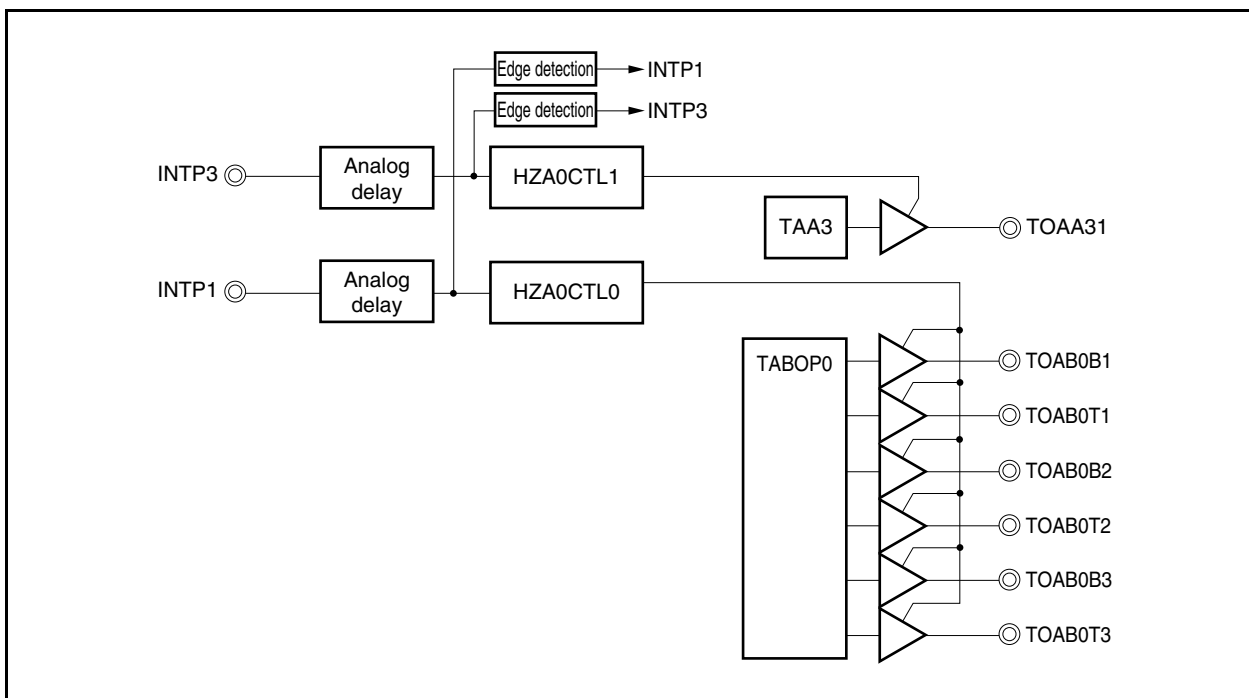 Edge detection
INTP1
Edge detection
INTP3
INTP3
Analog
delay
HZA0CTL1
TAA3
TOAA31
INTP1
Analog
delay
HZA0CTL0
TABOP0
TOAB0B1
TOAB0T1
TOAB0B2
TOAB0T2
TOAB0B3
TOAB0T3